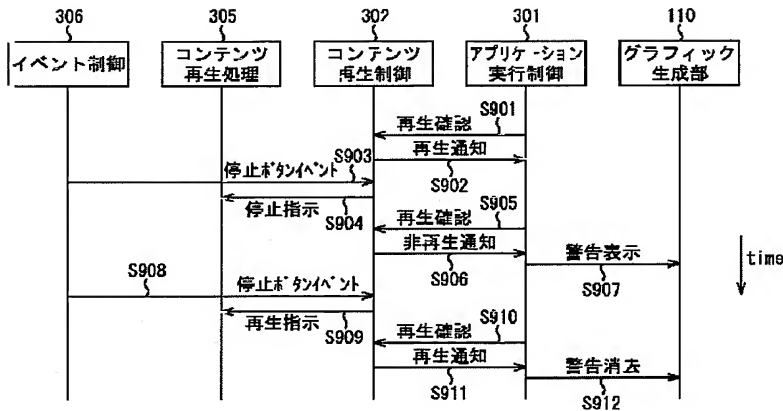 306
305
302
301
110
イベント制御
コンテンツ
再生処理
コンテンツ
再生制御
アプリケーション
実行制御
グラフィック
生成部
S901
再生確認
再生通知
S902
S903
停止ボタンイベント
停止指示
S904
S905
再生確認
非再生通知
S906
警告表示
S907
time
S908
停止ボタンイベント
再生指示
S909
S910
再生確認
再生通知
S911
警告消去
S912